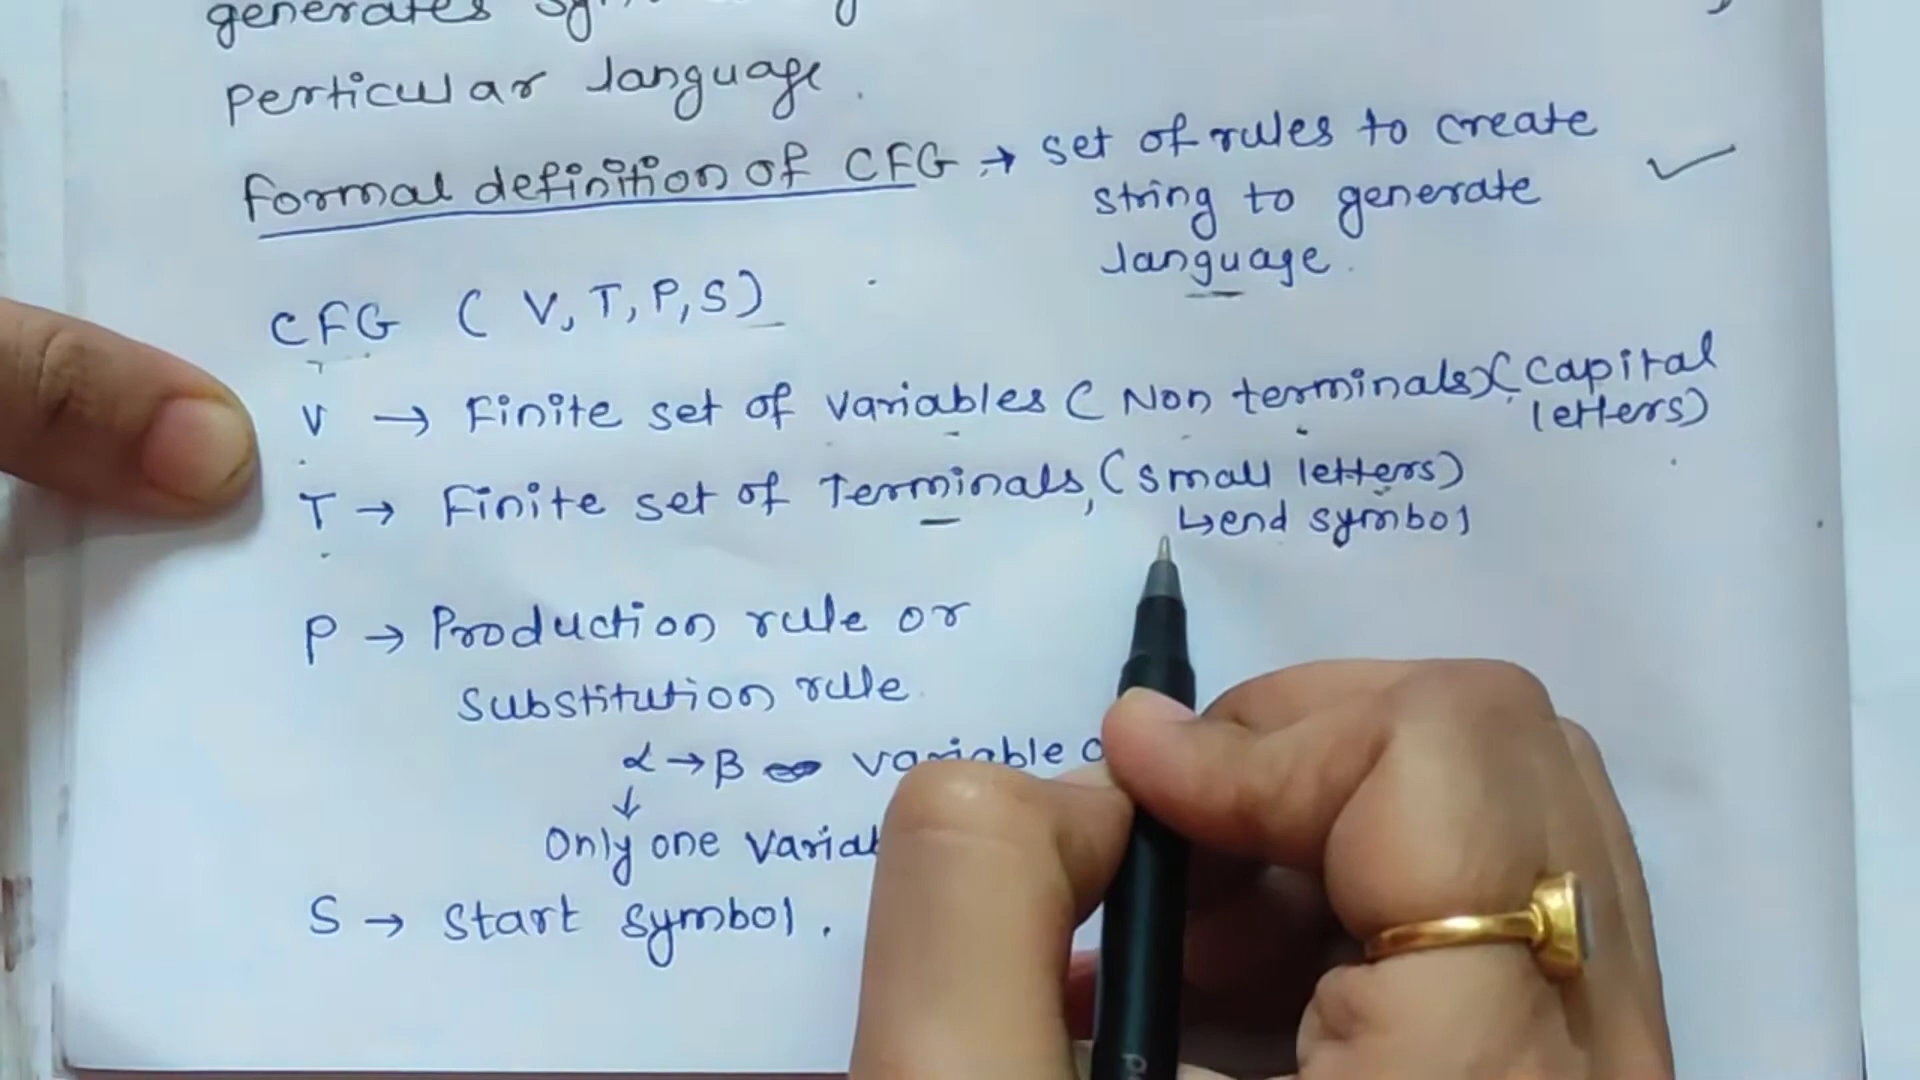 generates
perticular language.
formal definition of CFG → set of rules to create
string to generate
language.
CFG ( V, T, P, S)
V → Finite set of variables ( Non terminals) (capital
letters)
T → Finite set of Terminals, (small letters)
↳ end symbol
P → Production rule or
Substitution rule
α → β variable
↓
Only one
S → Start symbol.